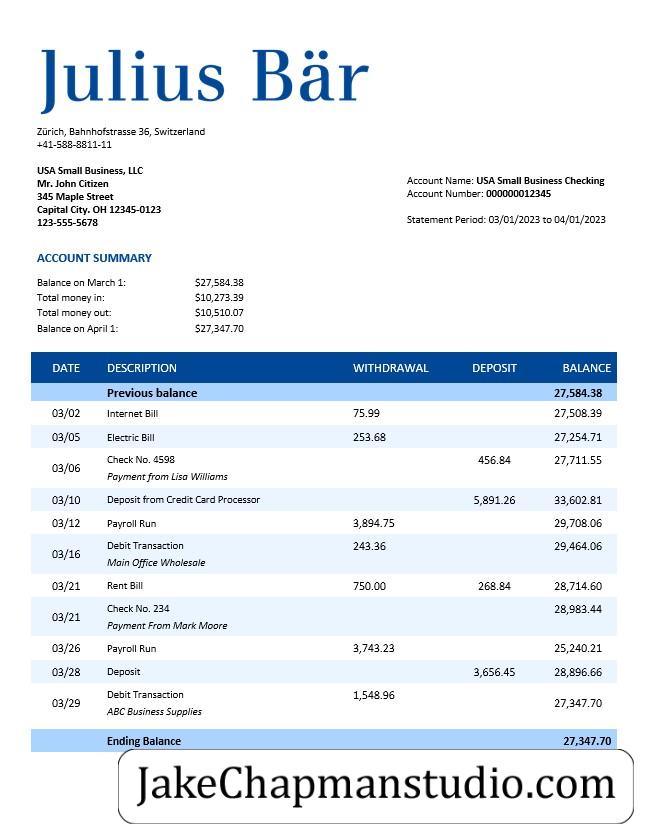 Julius Bär
Zürich, Bahnhofstrasse 36, Switzerland
+41-588-8811-11
USA Small Business, LLC
Mr. John Citizen
345 Maple Street
Capital City. OH 12345-0123
123-555-5678
Account Name: USA Small Business Checking
Account Number: 000000012345
Statement Period: 03/01/2023 to 04/01/2023
ACCOUNT SUMMARY
Balance on March 1: $27,584.38
Total money in: $10,273.39
Total money out: $10,510.07
Balance on April 1: $27,347.70
DATE DESCRIPTION WITHDRAWAL DEPOSIT BALANCE
Previous balance 27,584.38
03/02 Internet Bill 75.99 27,508.39
03/05 Electric Bill 253.68 27,254.71
03/06 Check No. 4598 456.84 27,711.55
Payment from Lisa Williams
03/10 Deposit from Credit Card Processor 5,891.26 33,602.81
03/12 Payroll Run 3,894.75 29,708.06
03/16 Debit Transaction 243.36 29,464.06
Main Office Wholesale
03/21 Rent Bill 750.00 268.84 28,714.60
03/21 Check No. 234 28,983.44
Payment From Mark Moore
03/26 Payroll Run 3,743.23 25,240.21
03/28 Deposit 3,656.45 28,896.66
03/29 Debit Transaction 1,548.96 27,347.70
ABC Business Supplies
Ending Balance 27,347.70
JakeChapmanstudio.com